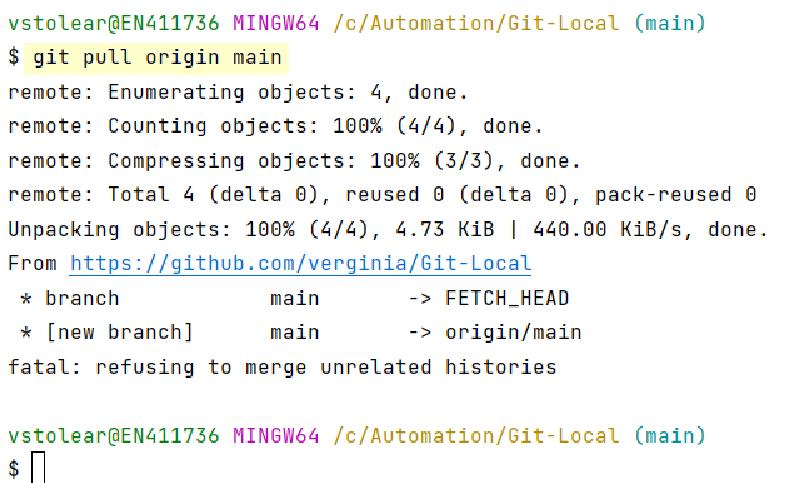 vstolear@EN411736 MINGW64 /c/Automation/Git-Local (main)
$ git pull origin main
remote: Enumerating objects: 4, done.
remote: Counting objects: 100% (4/4), done.
remote: Compressing objects: 100% (3/3), done.
remote: Total 4 (delta 0), reused 0 (delta 0), pack-reused 0
Unpacking objects: 100% (4/4), 4.73 KiB | 440.00 KiB/s, done.
From https://github.com/verginia/Git-Local
 * branch            main       -> FETCH_HEAD
 * [new branch]      main       -> origin/main
fatal: refusing to merge unrelated histories
vstolear@EN411736 MINGW64 /c/Automation/Git-Local (main)
$